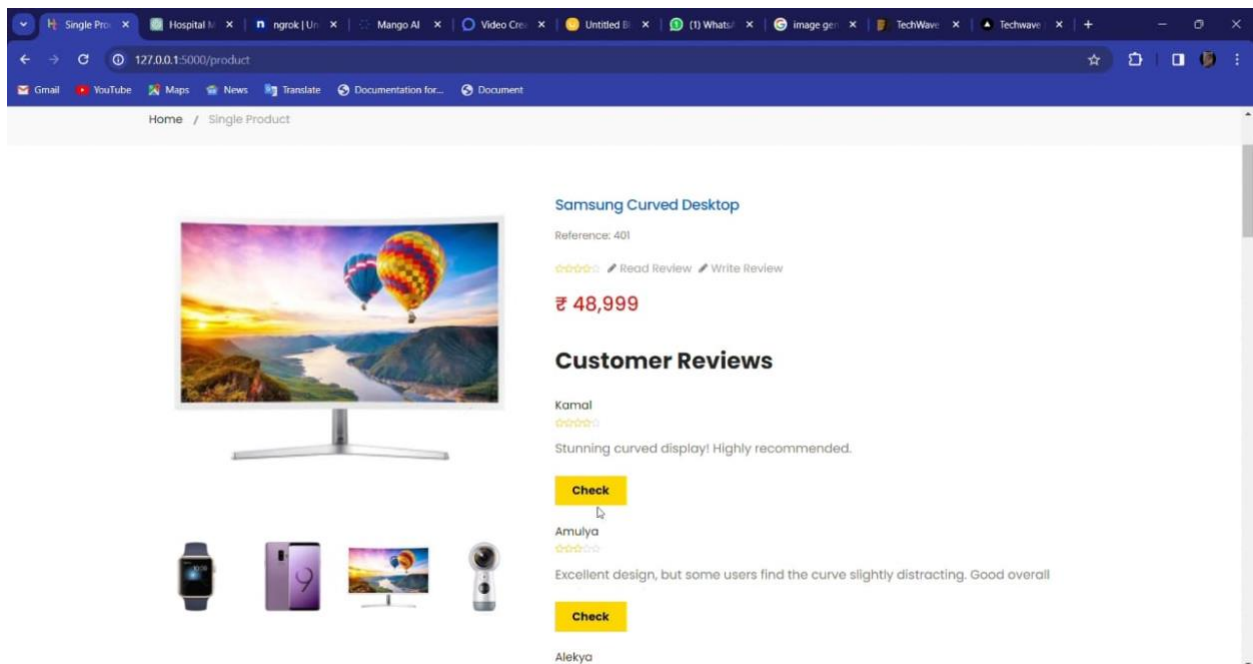 Single Pro
Hospital M
ngrok | Un
Mango AI
Video Crea
Untitled B
(1) Whats
image gen
TechWave
Techwave
127.0.0.1:5000/product
Gmail
YouTube
Maps
News
Translate
Documentation for...
Document
Home / Single Product
Samsung Curved Desktop
Reference: 401
Read Review Write Review
₹ 48,999
Customer Reviews
Kamal
Stunning curved display! Highly recommended.
Check
Amulya
Excellent design, but some users find the curve slightly distracting. Good overall
Check
Alekya
9